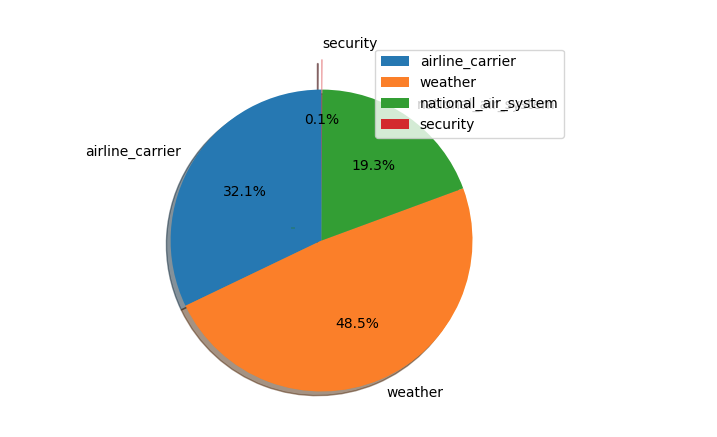 security
airline_carrier
weather
national_air_system
security
0.1%
airline_carrier
19.3%
32.1%
48.5%
weather